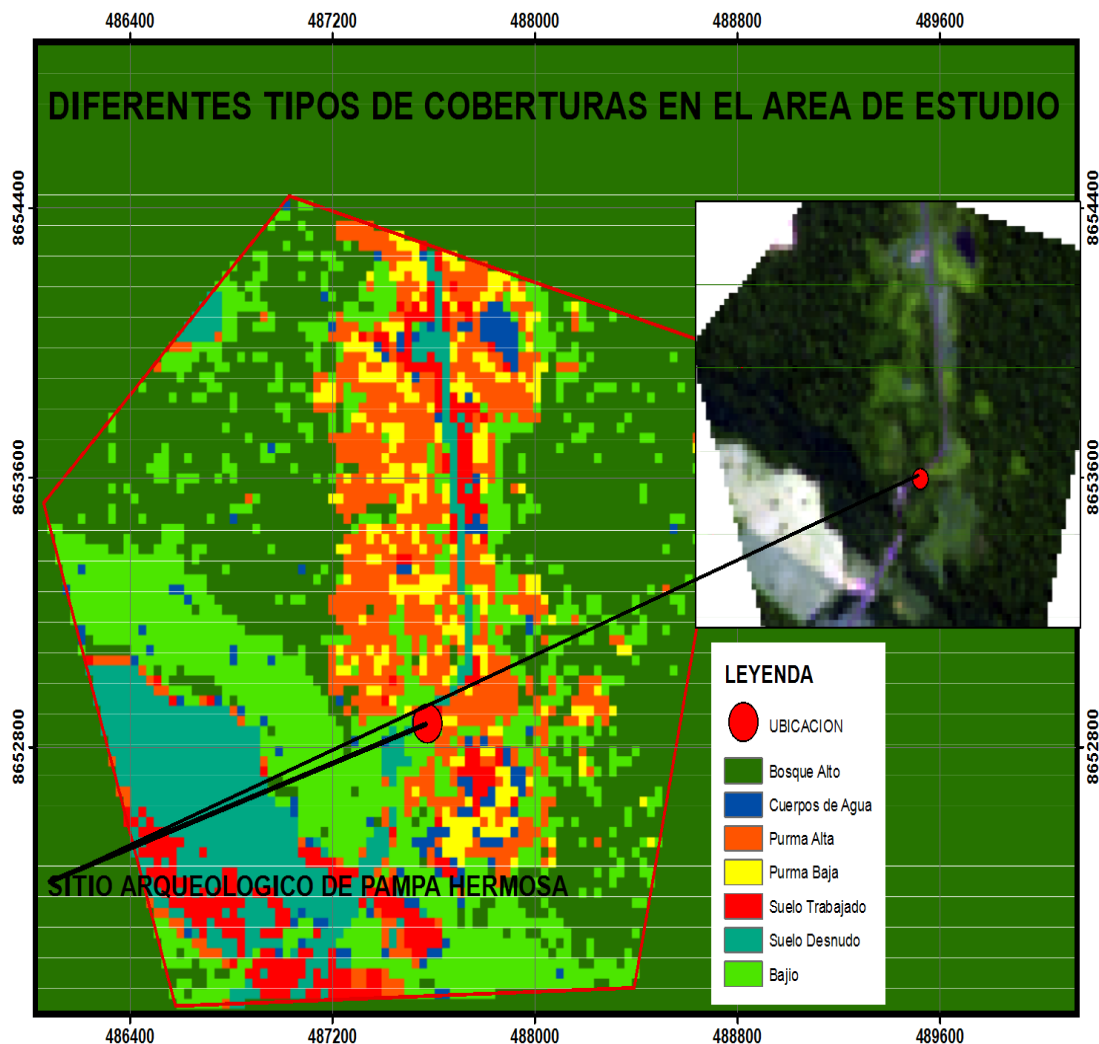 486400 487200 488000 488800 489600
DIFERENTES TIPOS DE COBERTURAS EN EL AREA DE ESTUDIO
8654400 8654400
8653600 8653600
8652800 8652800
LEYENDA
UBICACION
Bosque Alto
Cuerpos de Agua
Purma Alta
Purma Baja
Suelo Trabajado
Suelo Desnudo
Bajio
SITIO ARQUEOLOGICO DE PAMPA HERMOSA
486400 487200 488000 488800 489600